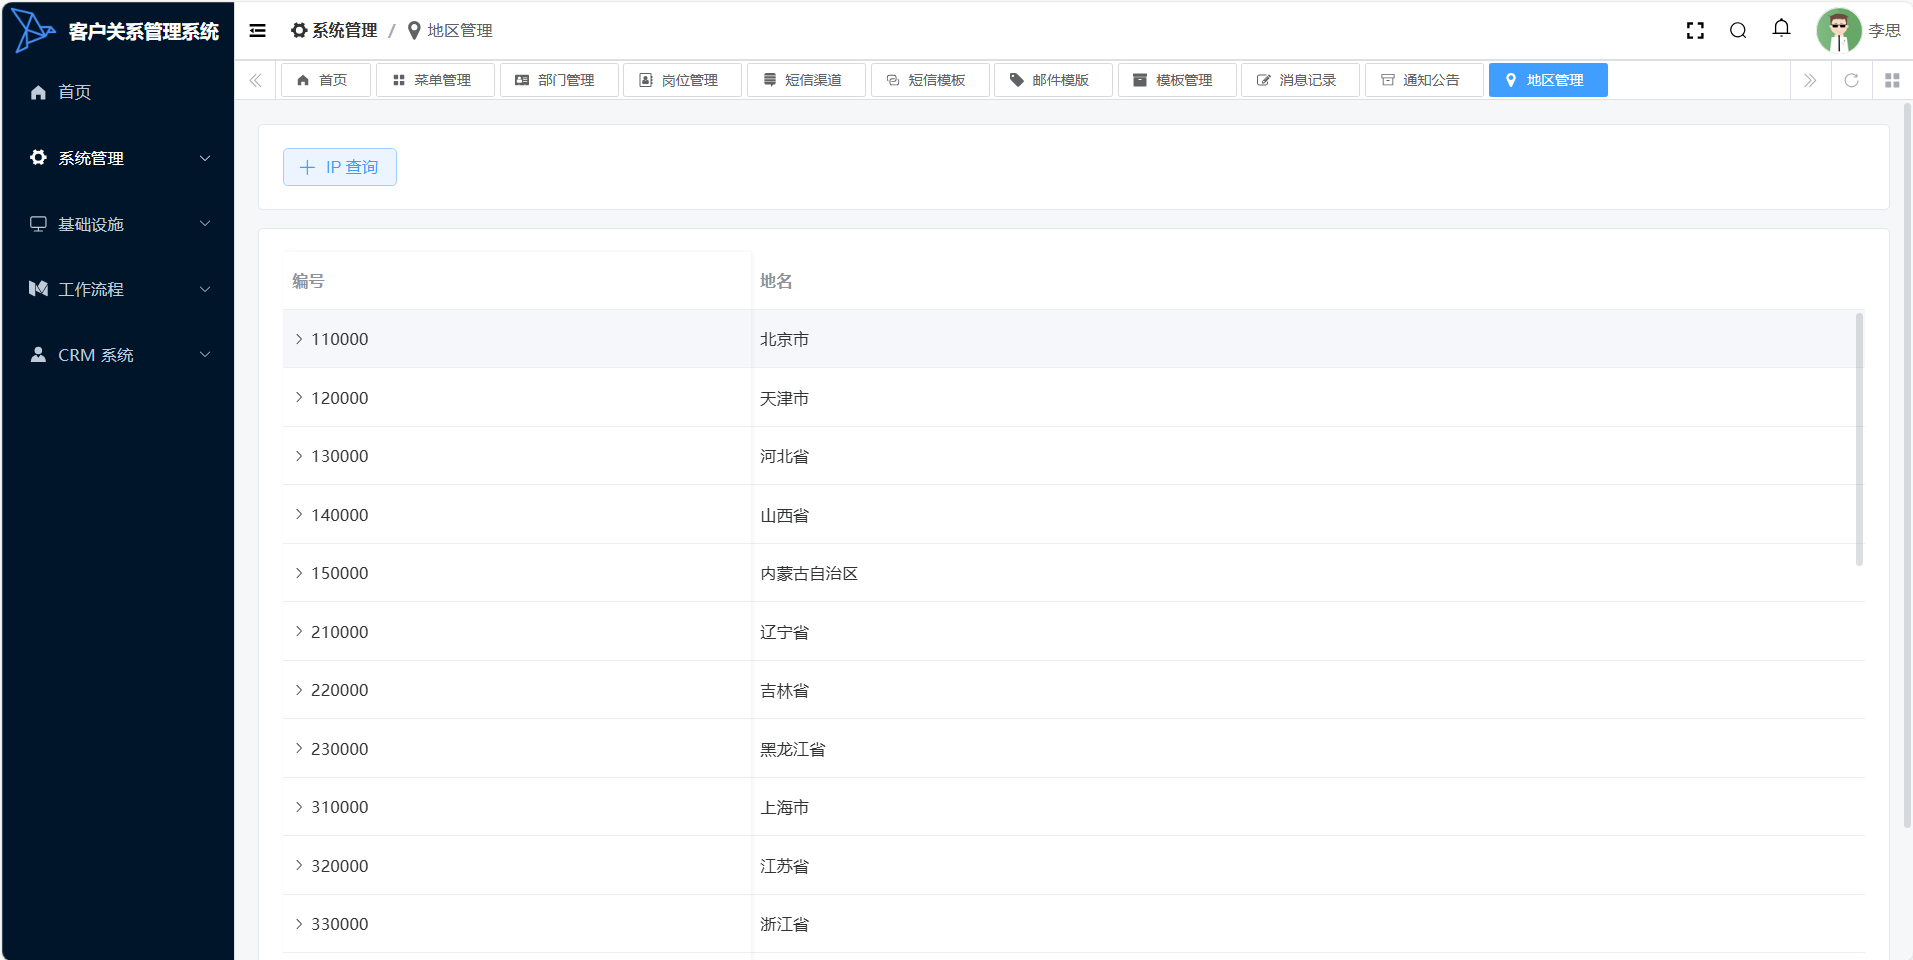 客户关系管理系统
系统管理 / 地区管理
李思
首页
系统管理
基础设施
工作流程
CRM 系统
首页 菜单管理 部门管理 岗位管理 短信渠道 短信模板 邮件模版 模板管理 消息记录 通知公告 地区管理
IP 查询
编号 地名
110000 北京市
120000 天津市
130000 河北省
140000 山西省
150000 内蒙古自治区
210000 辽宁省
220000 吉林省
230000 黑龙江省
310000 上海市
320000 江苏省
330000 浙江省